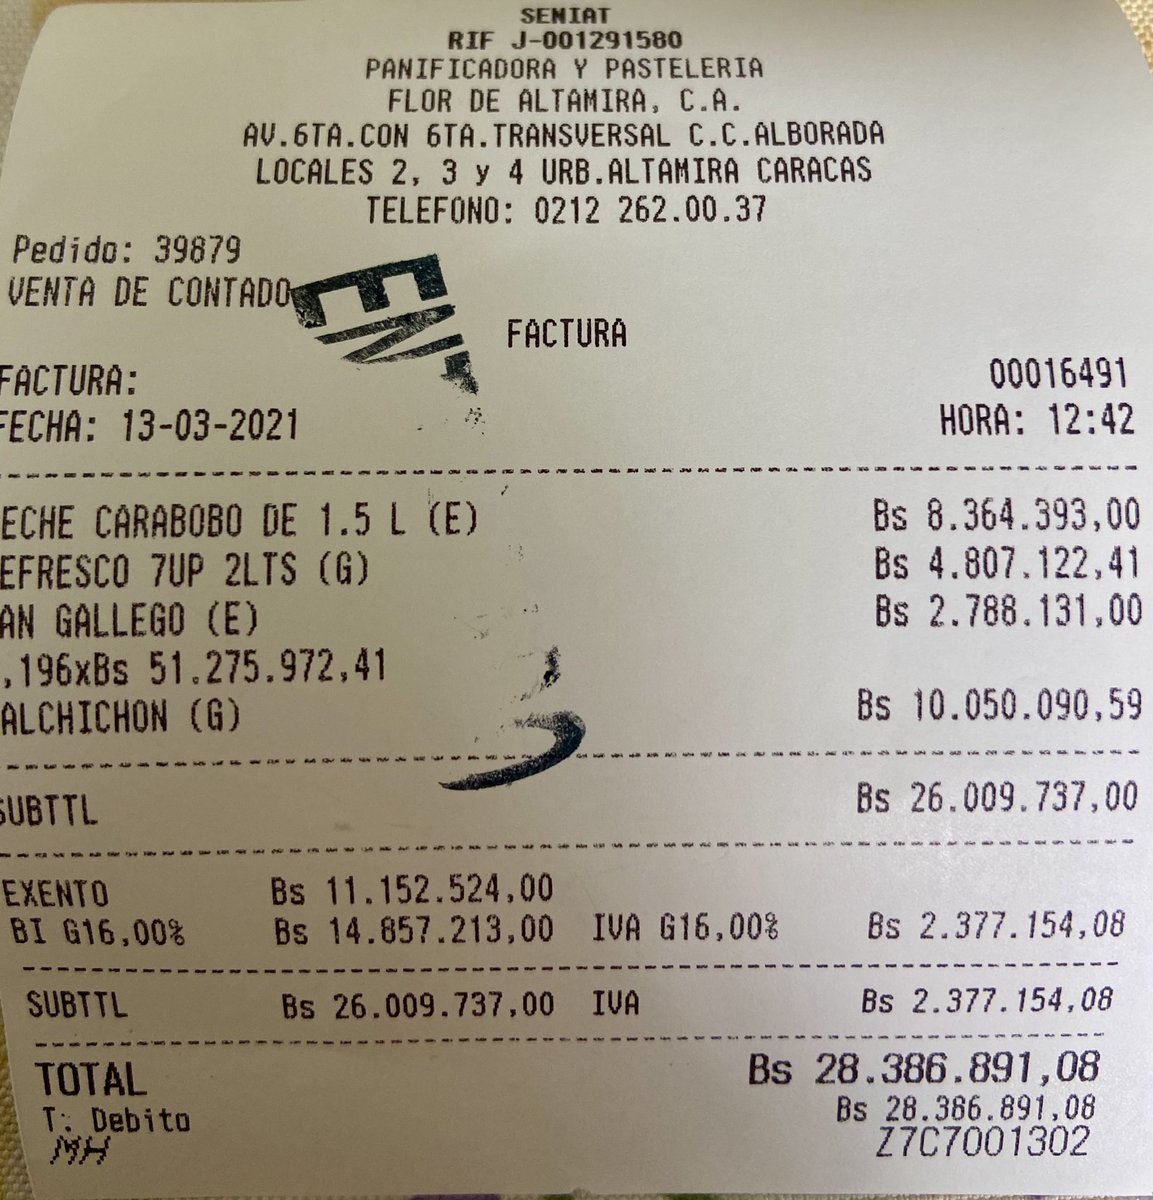 SENIAT
RIF J-001291580
PANIFICADORA Y PASTELERIA
FLOR DE ALTAMIRA, C.A.
AV.6TA.CON 6TA.TRANSVERSAL C.C.ALBORADA
LOCALES 2, 3 y 4 URB.ALTAMIRA CARACAS
TELEFONO: 0212 262.00.37
Pedido: 39879
VENTA DE CONTADO
ENT
FACTURA
FACTURA: 00016491
FECHA: 13-03-2021 HORA: 12:42
ECHE CARABOBO DE 1.5 L (E) Bs 8.364.393,00
EFRESCO 7UP 2LTS (G) Bs 4.807.122,41
AN GALLEGO (E) Bs 2.788.131,00
,196xBs 51.275.972,41
ALCHICHON (G) Bs 10.050.090,59
SUBTTL Bs 26.009.737,00
EXENTO Bs 11.152.524,00
BI G16,00% Bs 14.857.213,00 IVA G16,00% Bs 2.377.154,08
SUBTTL Bs 26.009.737,00 IVA Bs 2.377.154,08
TOTAL Bs 28.386.891,08
T: Debito Bs 28.386.891,08
MH Z7C7001302